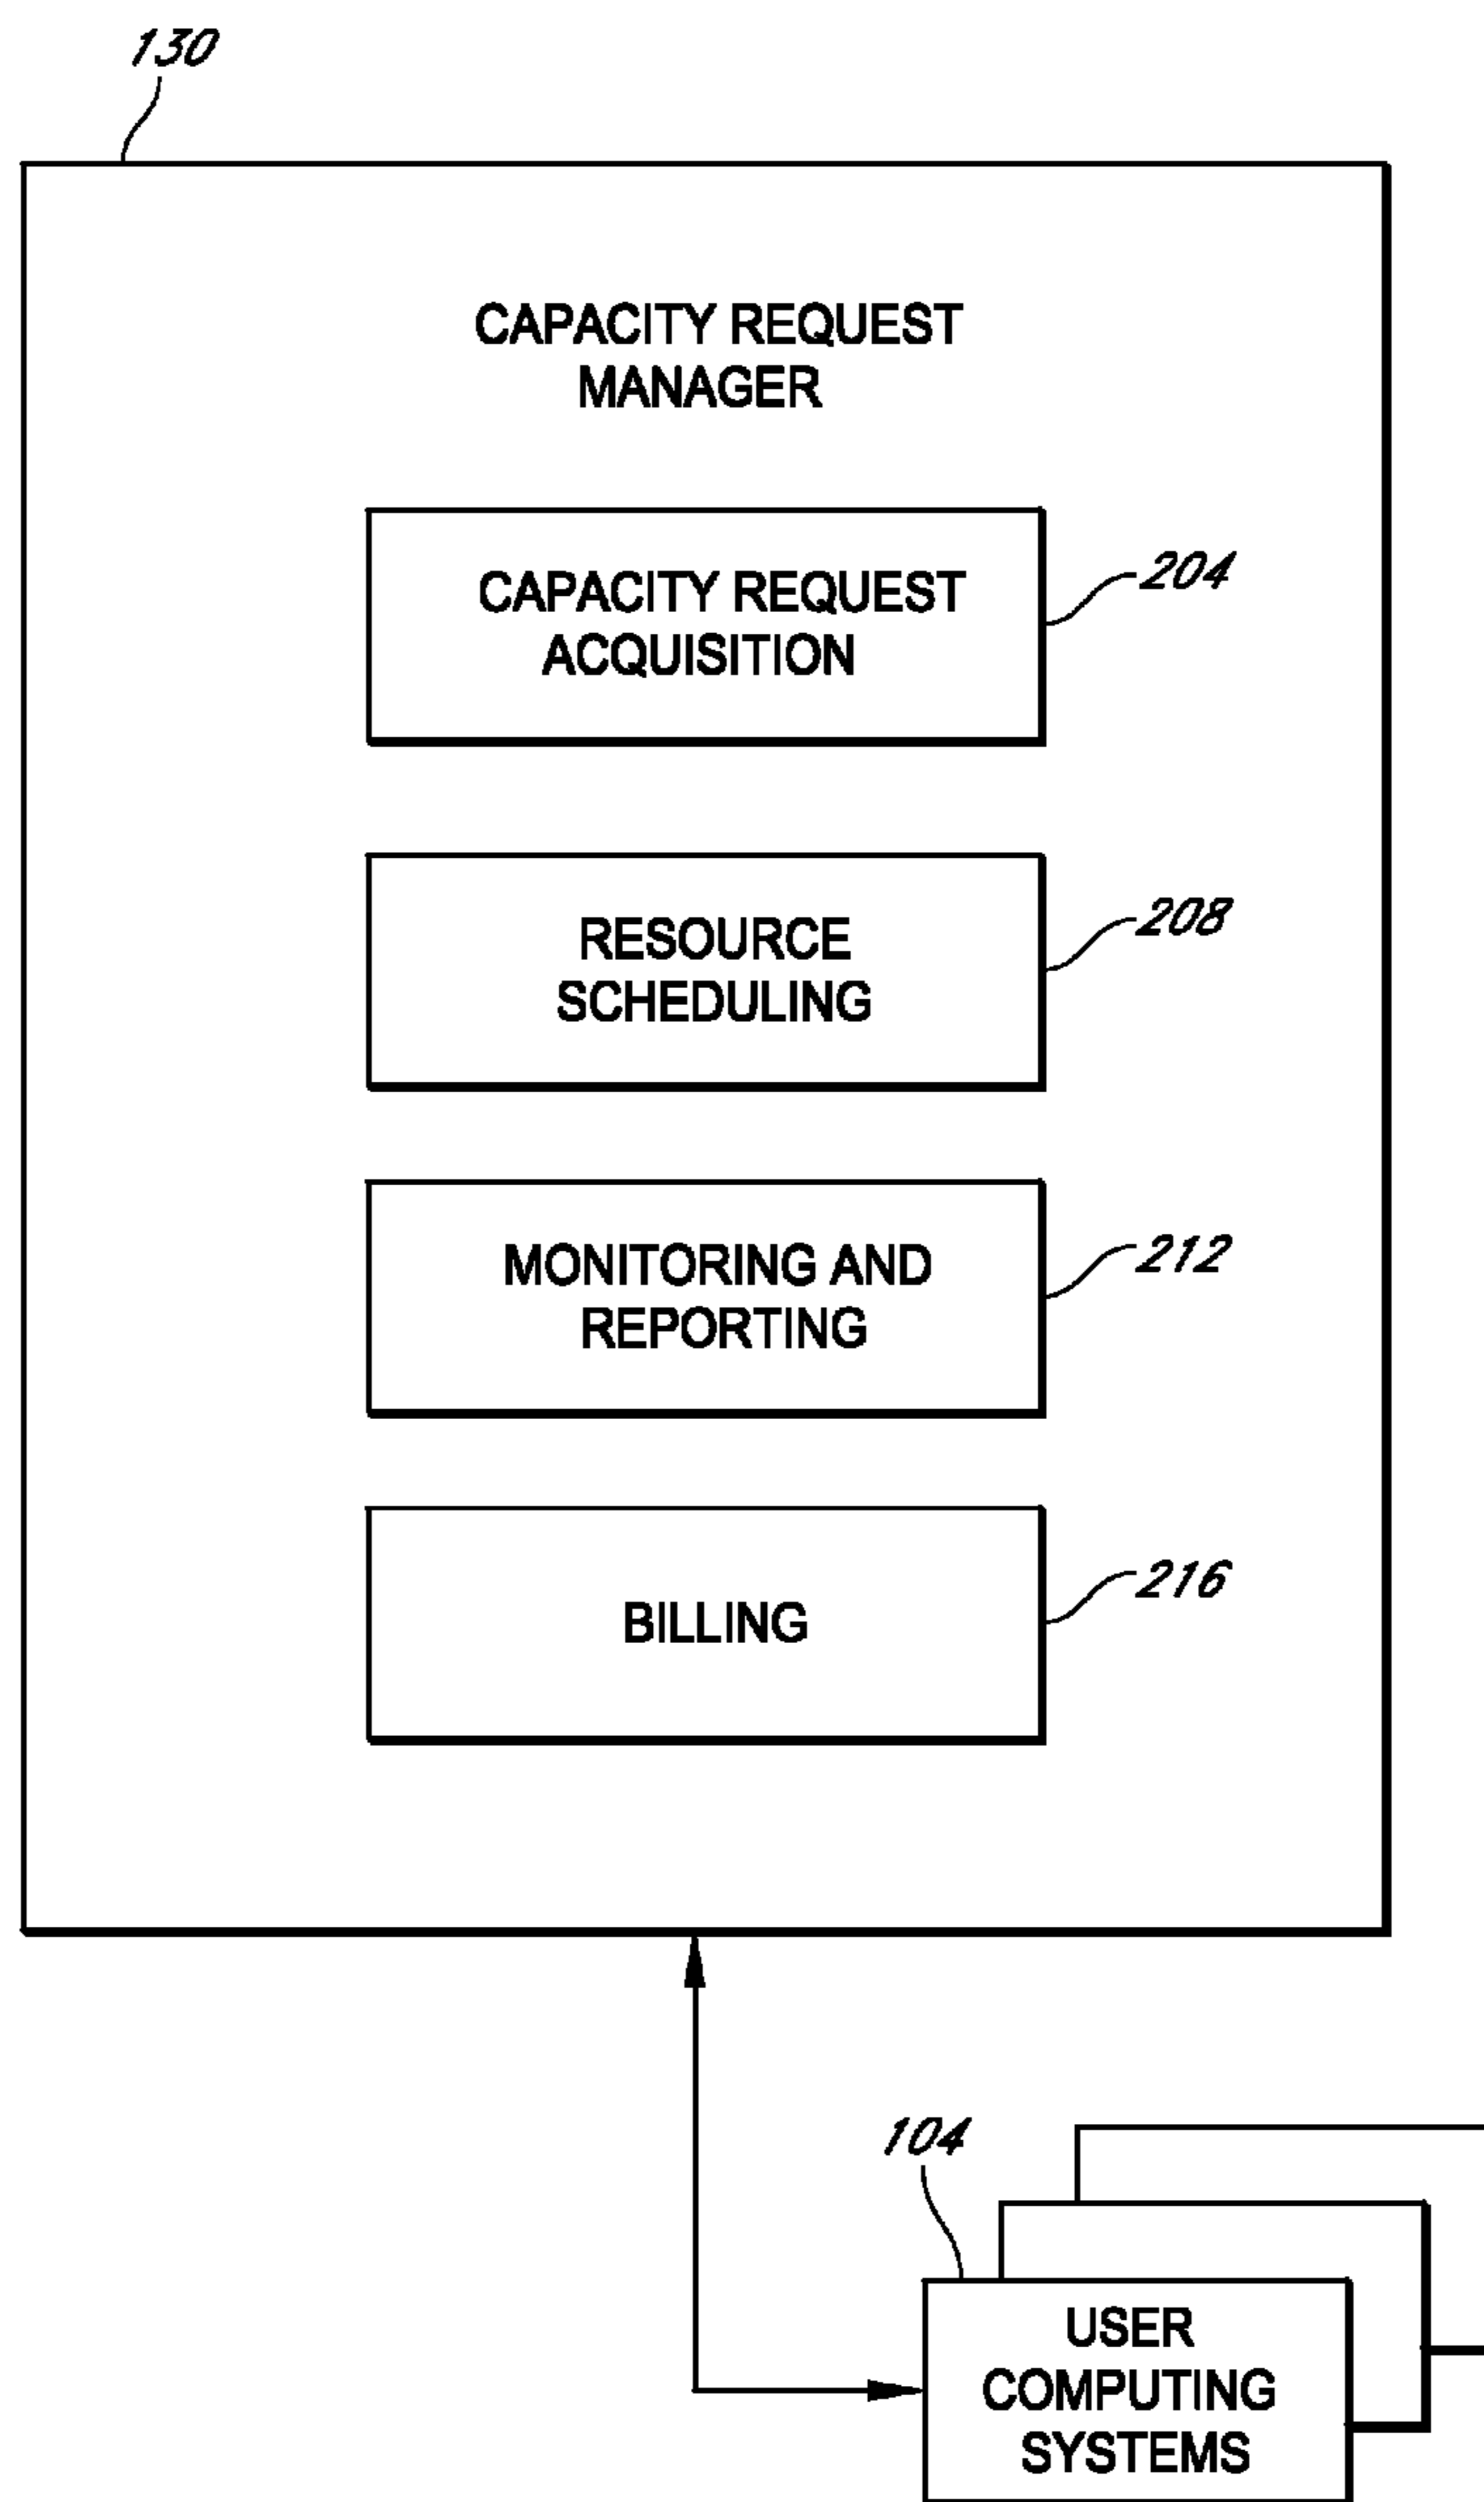 130
CAPACITY REQUEST
MANAGER
CAPACITY REQUEST
ACQUISITION
204
RESOURCE
SCHEDULING
208
MONITORING AND
REPORTING
212
BILLING
216
104
USER
COMPUTING
SYSTEMS